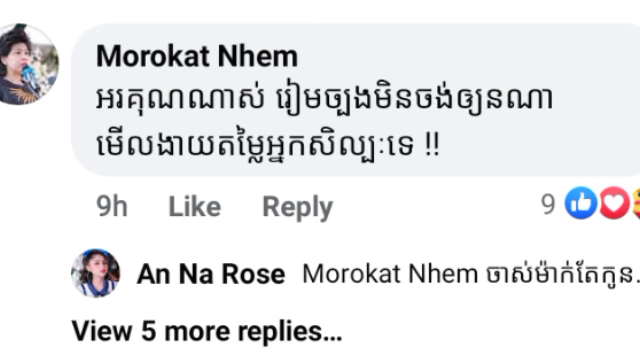 Morokat Nhem
អរគុណណាស់ រៀមច្បងមិនចង់ឲ្យនណា
មើលងាយតម្លៃអ្នកសិល្បៈទេ !!
9h Like Reply 9
An Na Rose Morokat Nhem ចាស់ម៉ាក់តែកូន...
View 5 more replies...